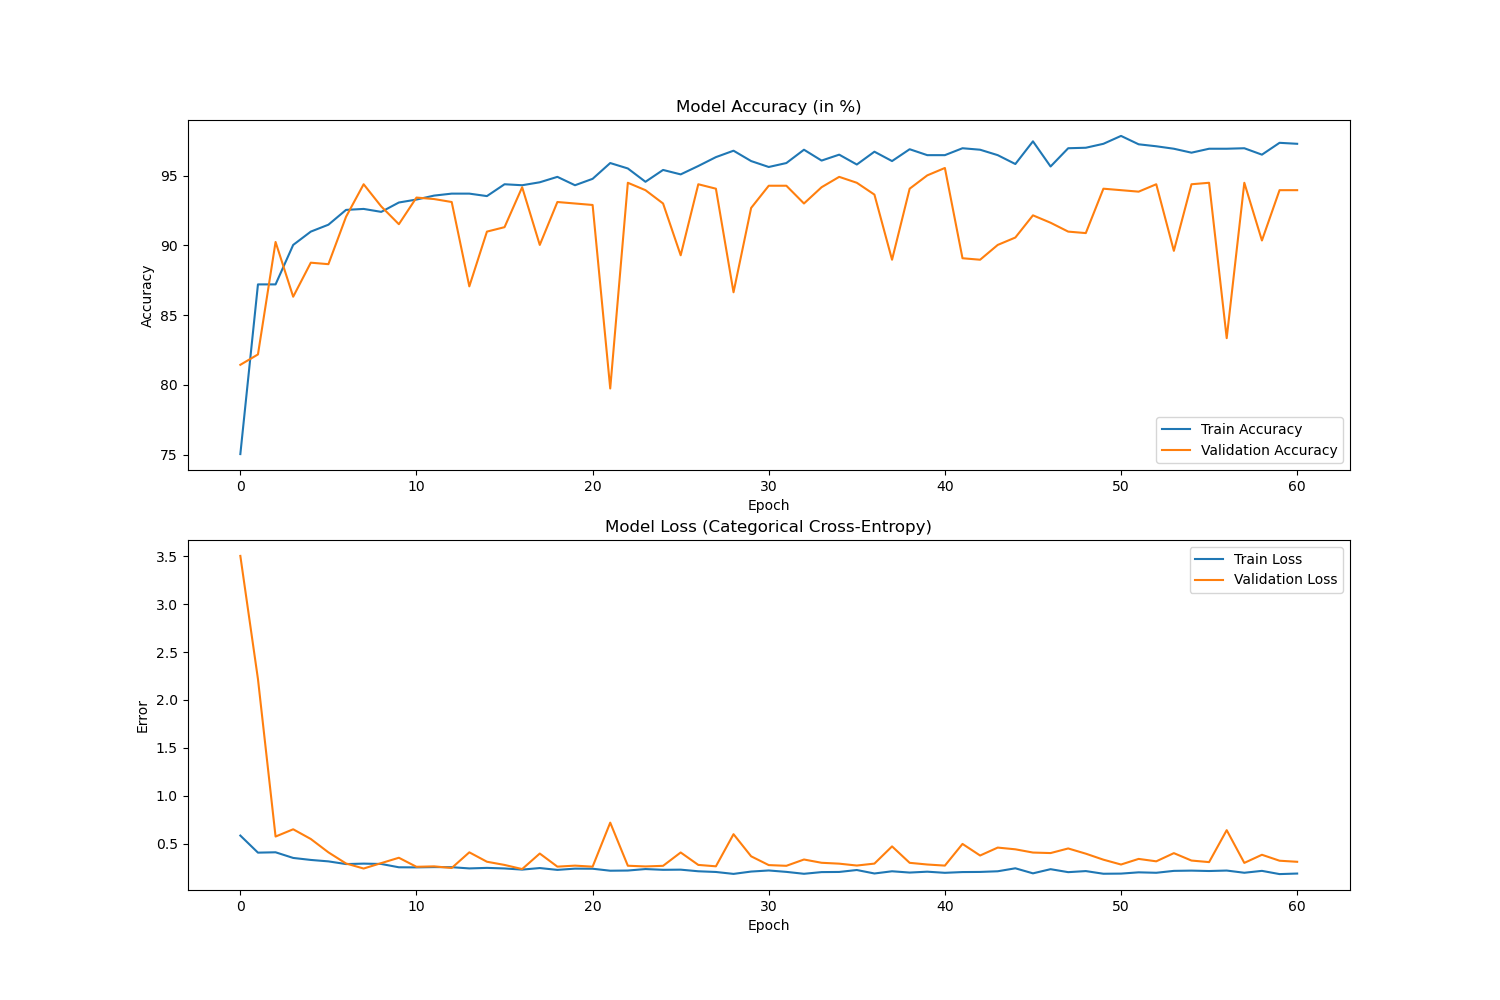 Model Accuracy (in %)
Accuracy
95
90
85
80
75
Train Accuracy
Validation Accuracy
0 10 20 30 40 50 60
Epoch
Model Loss (Categorical Cross-Entropy)
Error
3.5
3.0
2.5
2.0
1.5
1.0
0.5
Train Loss
Validation Loss
0 10 20 30 40 50 60
Epoch